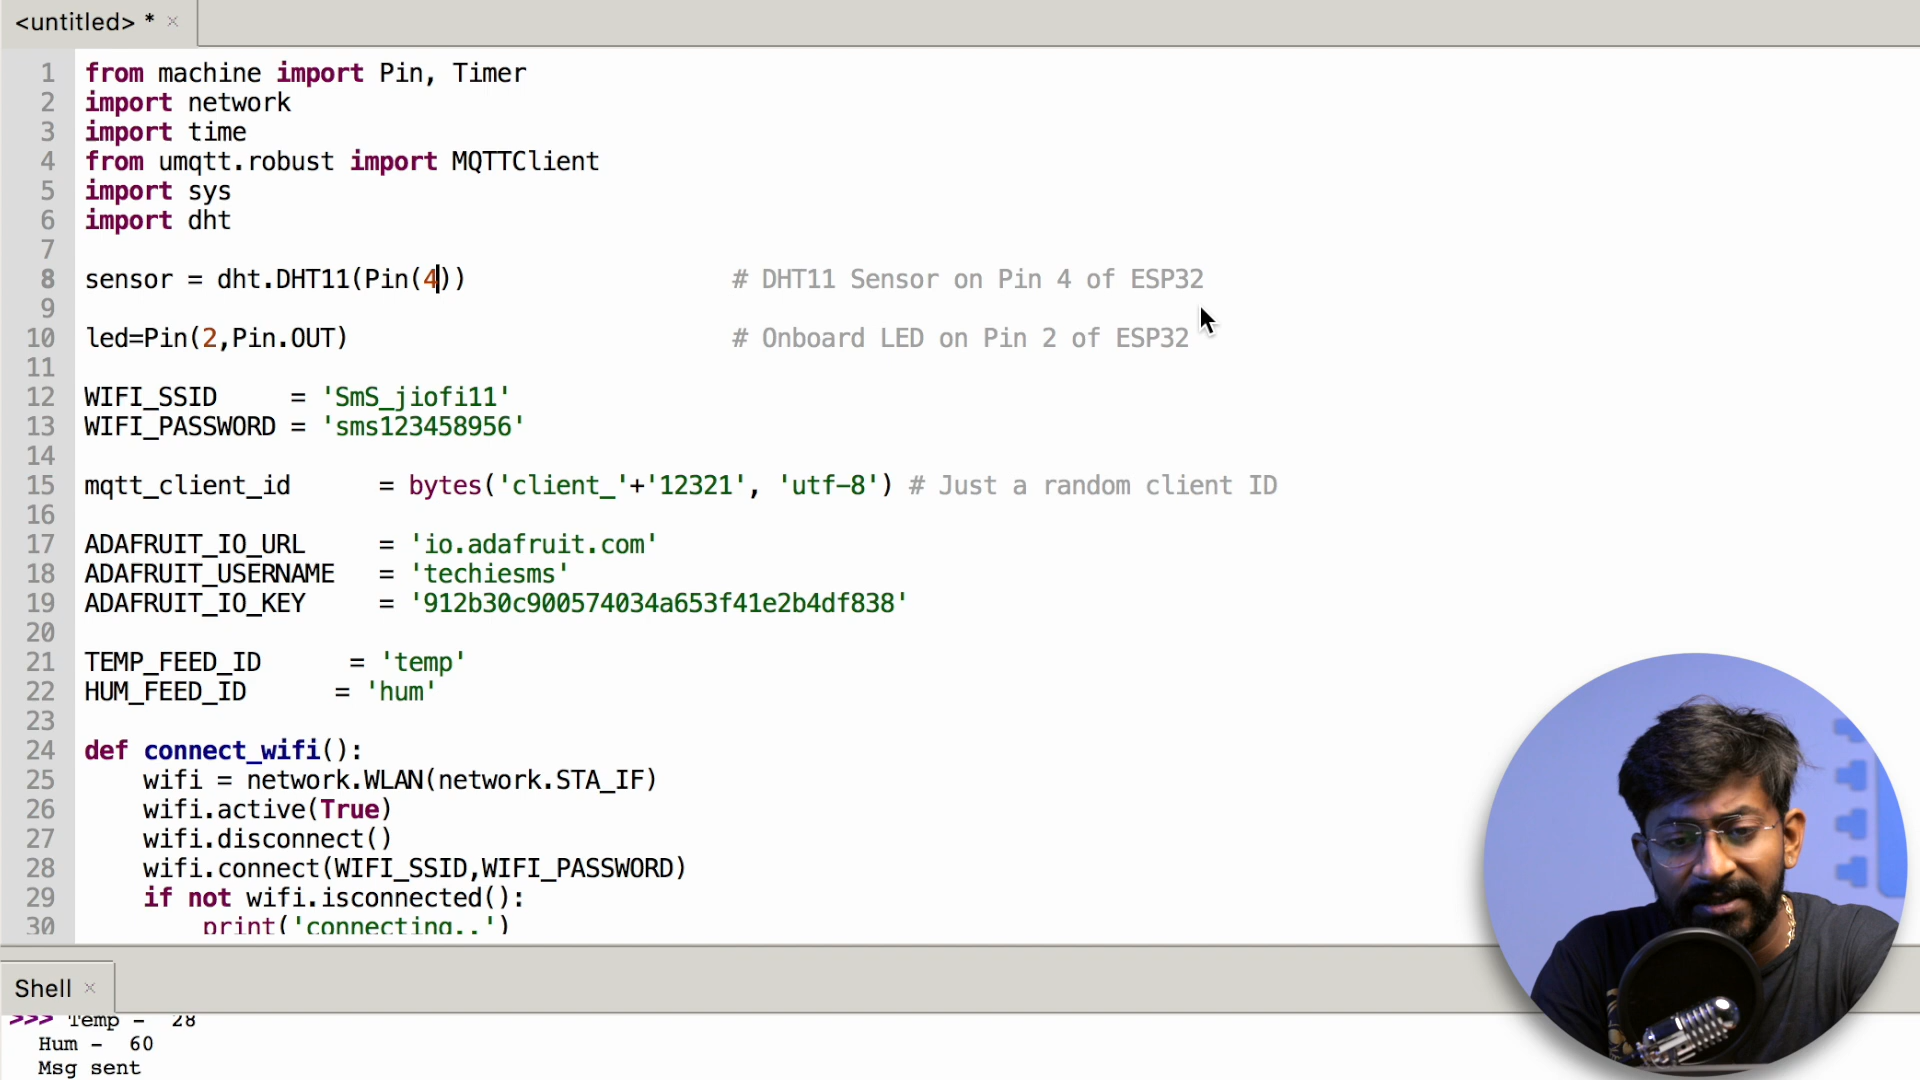 <untitled> * ×
1 from machine import Pin, Timer
2 import network
3 import time
4 from umqtt.robust import MQTTClient
5 import sys
6 import dht
7
8 sensor = dht.DHT11(Pin(4)) # DHT11 Sensor on Pin 4 of ESP32
9
10 led=Pin(2,Pin.OUT) # Onboard LED on Pin 2 of ESP32
11
12 WIFI_SSID = 'SmS_jiofi11'
13 WIFI_PASSWORD = 'sms123458956'
14
15 mqtt_client_id = bytes('client_'+'12321', 'utf-8') # Just a random client ID
16
17 ADAFRUIT_IO_URL = 'io.adafruit.com'
18 ADAFRUIT_USERNAME = 'techiesms'
19 ADAFRUIT_IO_KEY = '912b30c900574034a653f41e2b4df838'
20
21 TEMP_FEED_ID = 'temp'
22 HUM_FEED_ID = 'hum'
23
24 def connect_wifi():
25 wifi = network.WLAN(network.STA_IF)
26 wifi.active(True)
27 wifi.disconnect()
28 wifi.connect(WIFI_SSID,WIFI_PASSWORD)
29 if not wifi.isconnected():
30 print('connecting..')
Shell ×
>>> Temp - 28
Hum - 60
Msg sent